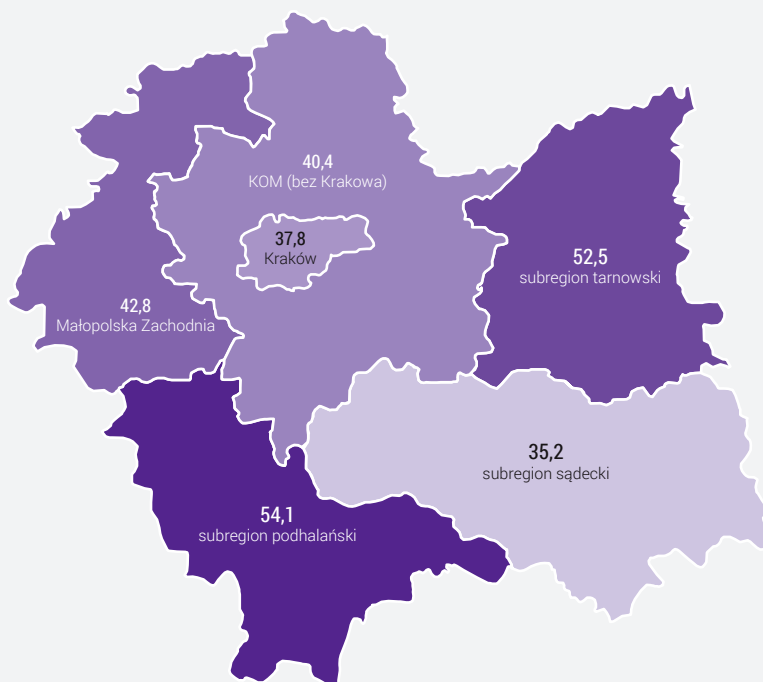 40,4
KOM (bez Krakowa)
37,8
Kraków
52,5
subregion tarnowski
42,8
Małopolska Zachodnia
35,2
subregion sądecki
54,1
subregion podhalański